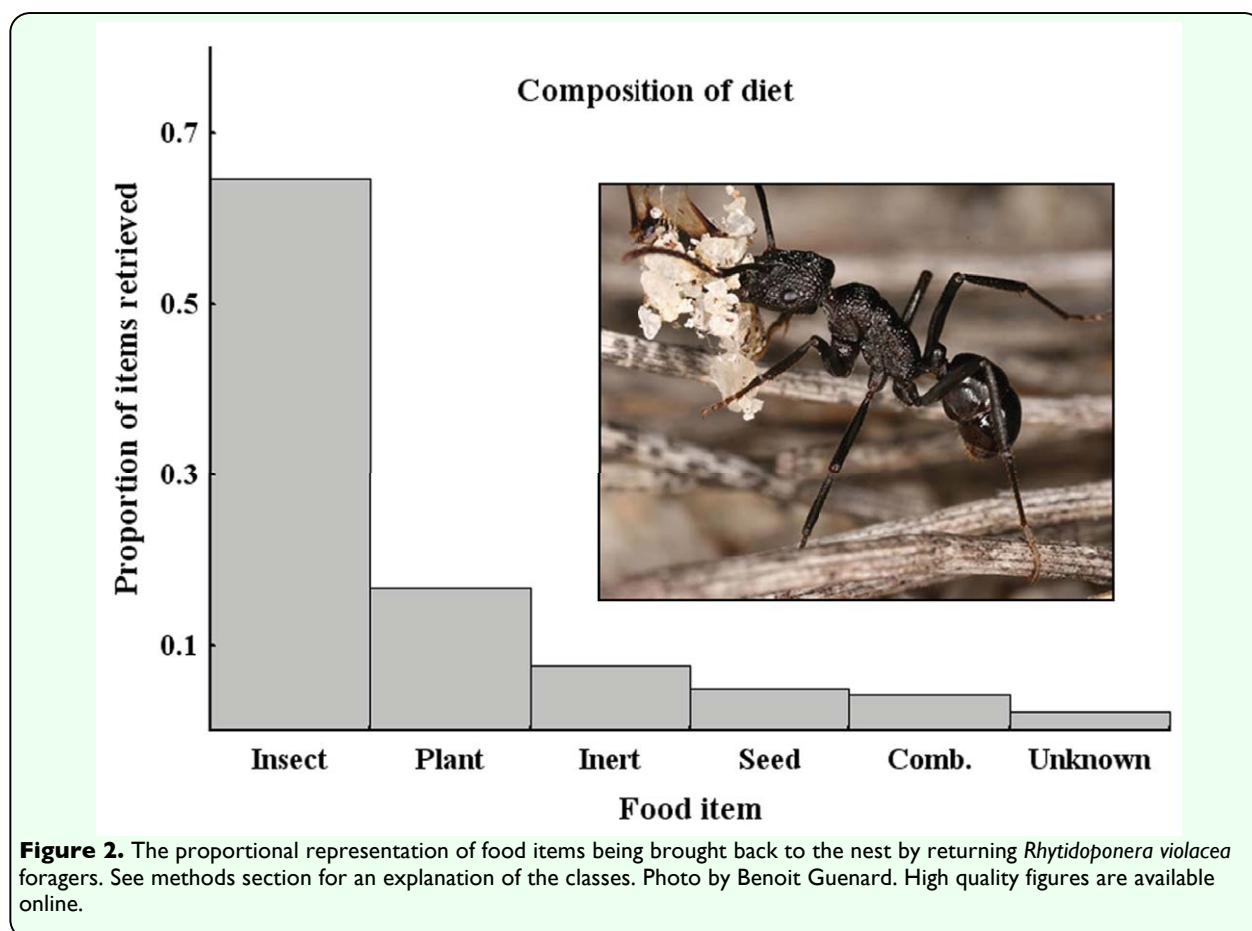 Composition of diet
Proportion of items retrieved
0.7
0.5
0.3
0.1
Insect Plant Inert Seed Comb. Unknown
Food item
Figure 2. The proportional representation of food items being brought back to the nest by returning Rhytidoponera violacea
foragers. See methods section for an explanation of the classes. Photo by Benoit Guenard. High quality figures are available
online.